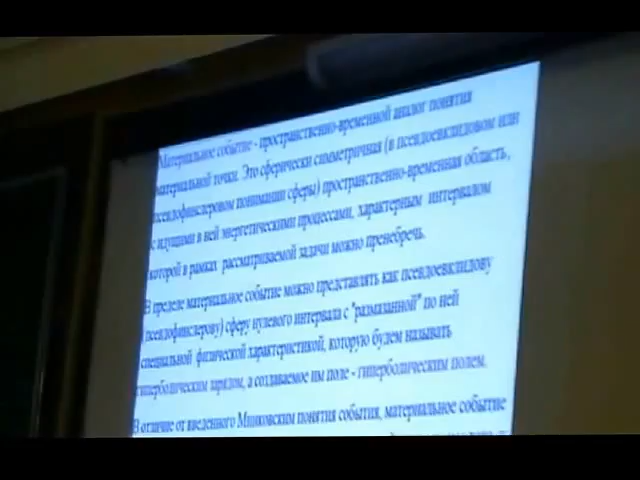 Материальное событие - пространственно-временной аналог понятия
материальной точки. Это сферически симметричная (в псевдоевклидовом или
псевдофинслеровом понимании сферы) пространственно-временная область,
с идущими в ней энергетическими процессами, характерным интервалом
которой в рамках рассматриваемой задачи можно пренебречь.
В пределе материальное событие можно представлять как псевдоевклидову
(псевдофинслерову) сферу нулевого интервала с "размазанной" по ней
специальной физической характеристикой, которую будем называть
гиперболическим зарядом, а создаваемое им поле - гиперболическим полем.
В отличие от введенного Минковским понятия события, материальное событие